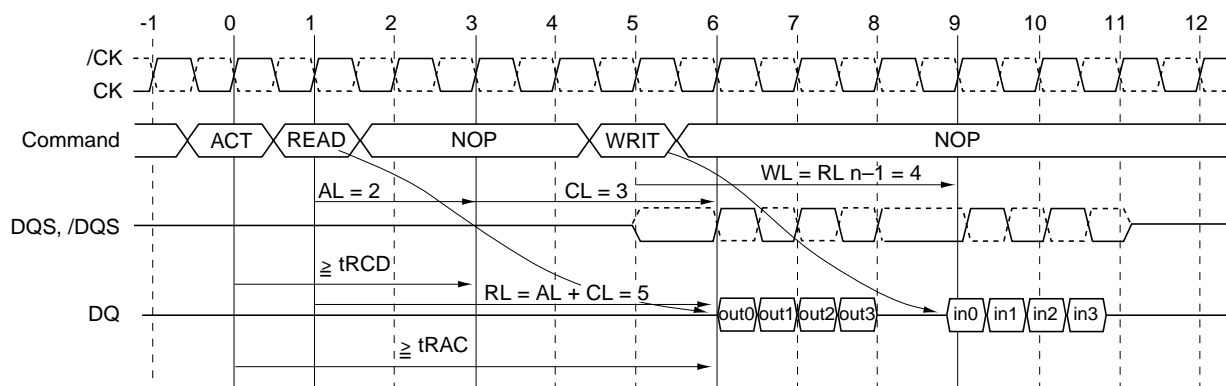 -1 0 1 2 3 4 5 6 7 8 9 10 11 12
/CK
CK
Command ACT READ NOP WRIT NOP
WL = RL n–1 = 4
AL = 2 CL = 3
DQS, /DQS
≧ tRCD
RL = AL + CL = 5
DQ out0 out1 out2 out3 in0 in1 in2 in3
≧ tRAC